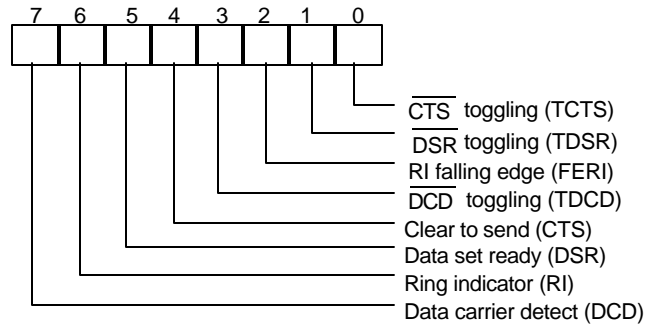 7 6 5 4 3 2 1 0
CTS toggling (TCTS)
DSR toggling (TDSR)
RI falling edge (FERI)
DCD toggling (TDCD)
Clear to send (CTS)
Data set ready (DSR)
Ring indicator (RI)
Data carrier detect (DCD)